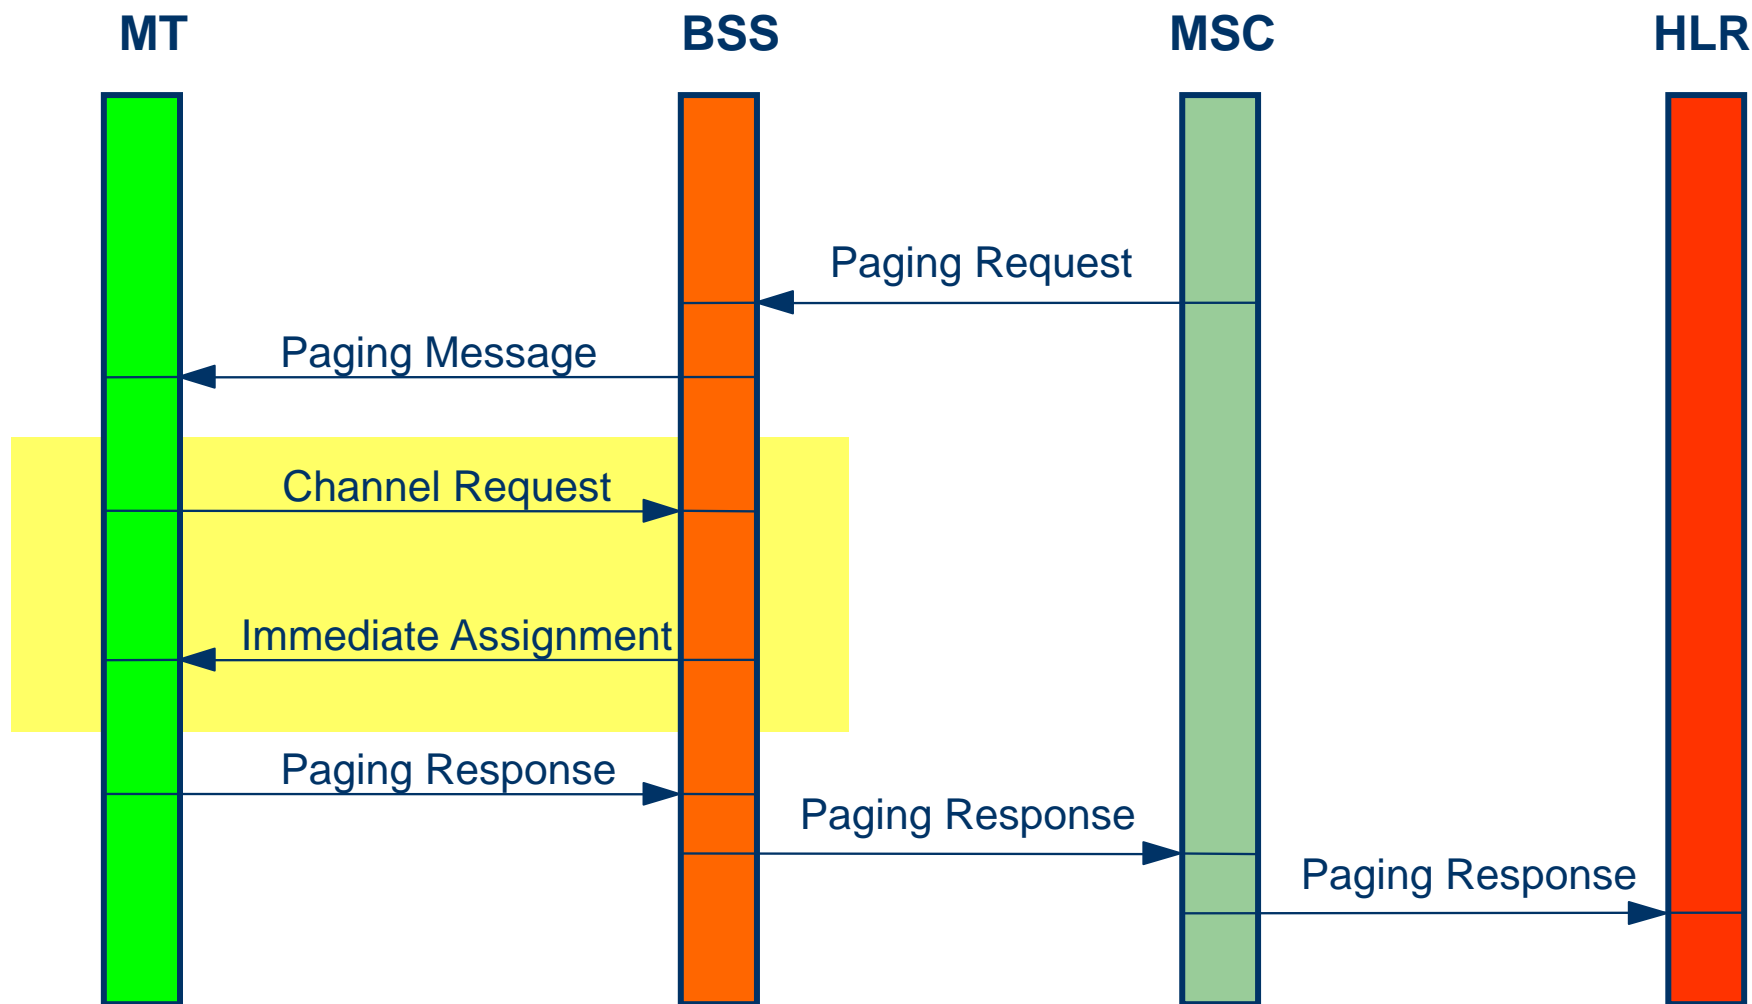 MT BSS MSC HLR
Paging Request
Paging Message
Channel Request
Immediate Assignment
Paging Response
Paging Response
Paging Response